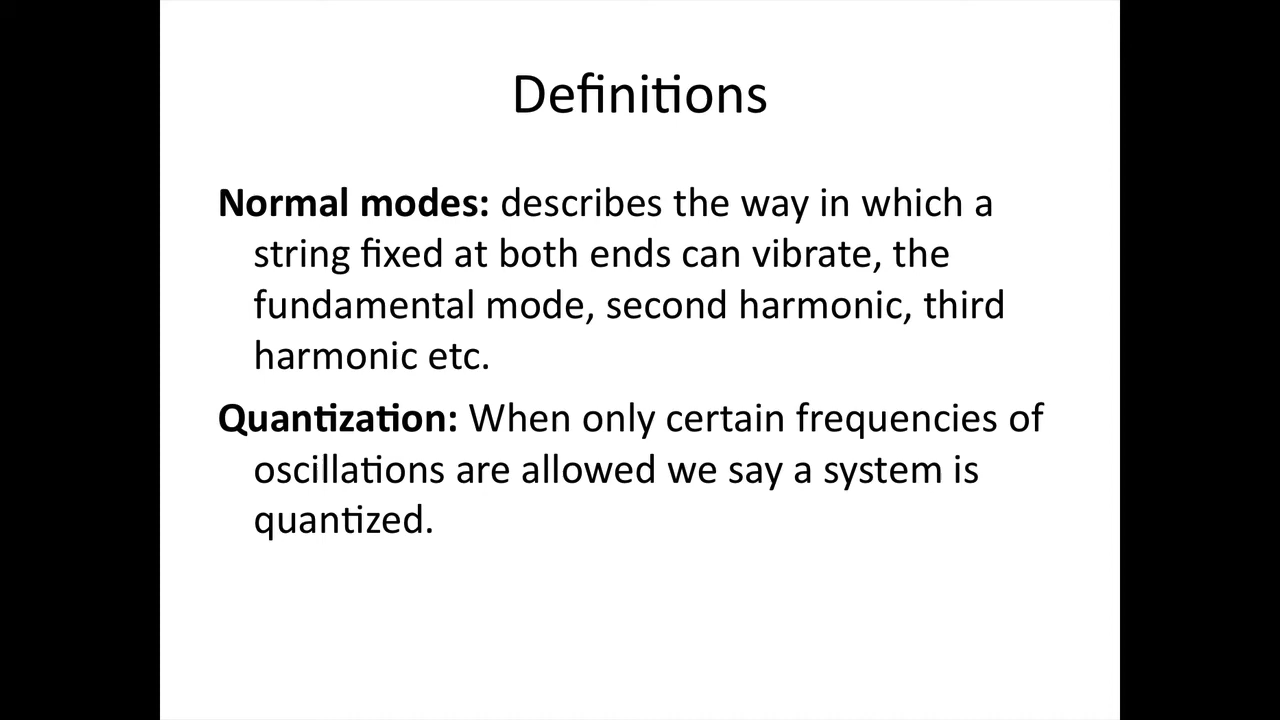 Definitions
Normal modes: describes the way in which a
string fixed at both ends can vibrate, the
fundamental mode, second harmonic, third
harmonic etc.
Quantization: When only certain frequencies of
oscillations are allowed we say a system is
quantized.